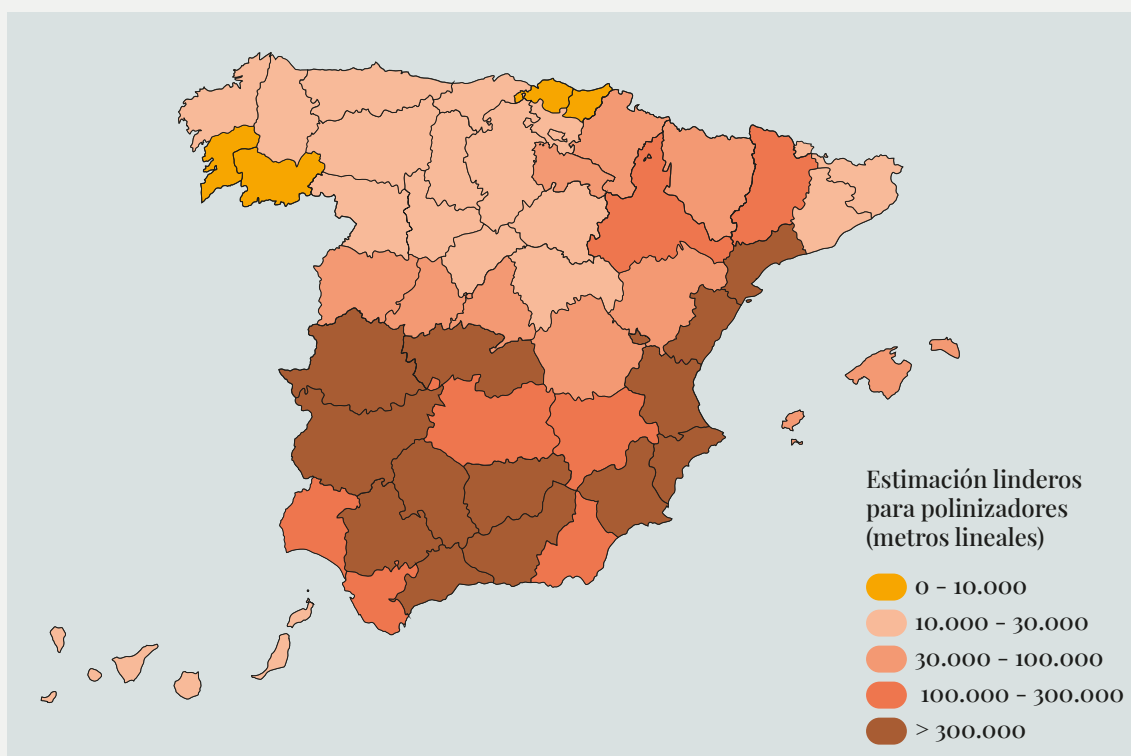 Estimación linderos
para polinizadores
(metros lineales)
0 - 10.000
10.000 - 30.000
30.000 - 100.000
100.000 - 300.000
> 300.000